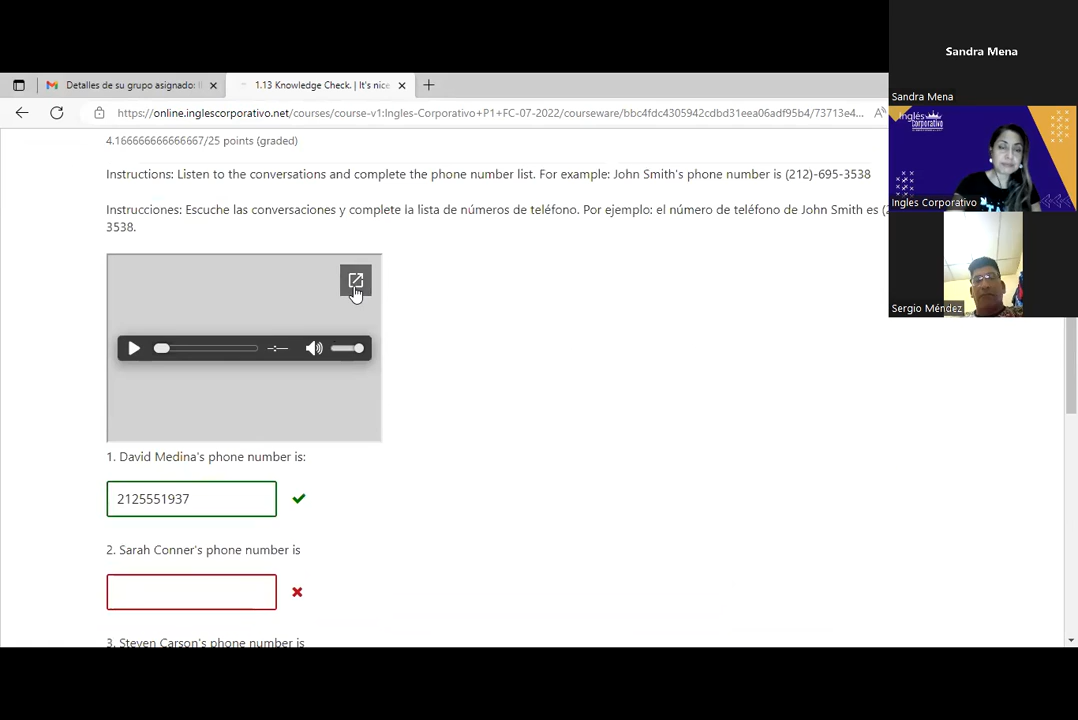 Sandra Mena
Detalles de su grupo asignado: I
1.13 Knowledge Check. | It's nice
Sandra Mena
https://online.inglescorporativo.net/courses/course-v1:Ingles-Corporativo+P1+FC-07-2022/courseware/bbc4fdc4305942cdbd31eea06adf95b4/73713e4...
Inglés
Corporativo
4.166666666666667/25 points (graded)
Instructions: Listen to the conversations and complete the phone number list. For example: John Smith's phone number is (212)-695-3538
Ingles Corporativo
Instrucciones: Escuche las conversaciones y complete la lista de números de teléfono. Por ejemplo: el número de teléfono de John Smith es (2
3538.
Sergio Méndez
1. David Medina's phone number is:
2125551937
2. Sarah Conner's phone number is
3. Steven Carson's phone number is